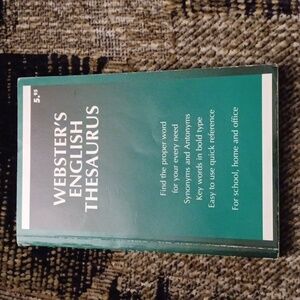 5.95
WEBSTER'S
ENGLISH
THESAURUS
Find the proper word
for your every need
Synonyms and Antonyms
Key words in bold type
Easy to use quick reference
For school, home and office